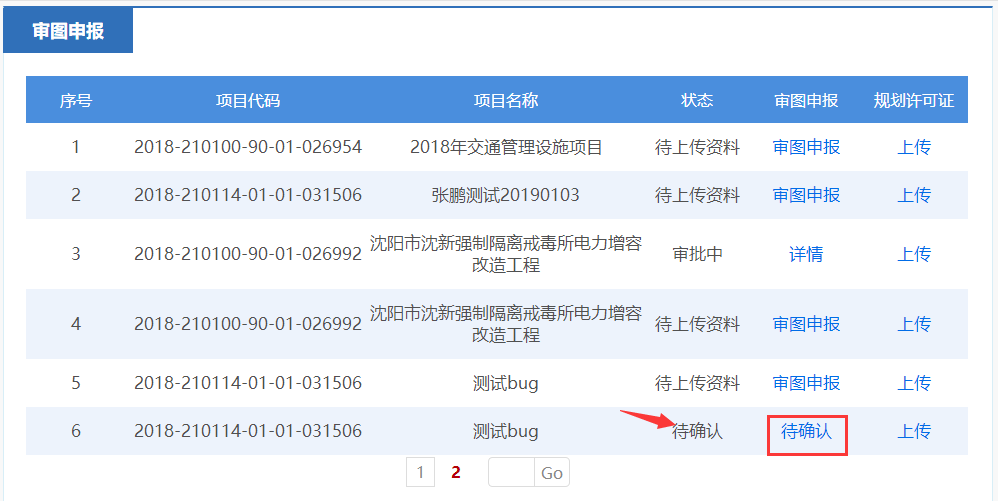 审图申报
序号 项目代码 项目名称 状态 审图申报 规划许可证
1 2018-210100-90-01-026954 2018年交通管理设施项目 待上传资料 审图申报 上传
2 2018-210114-01-01-031506 张鹏测试20190103 待上传资料 审图申报 上传
3 2018-210100-90-01-026992 沈阳市沈新强制隔离戒毒所电力增容 审批中 详情 上传
改造工程
4 2018-210100-90-01-026992 沈阳市沈新强制隔离戒毒所电力增容 待上传资料 审图申报 上传
改造工程
5 2018-210114-01-01-031506 测试bug 待上传资料 审图申报 上传
6 2018-210114-01-01-031506 测试bug 待确认 待确认 上传
1 2 Go